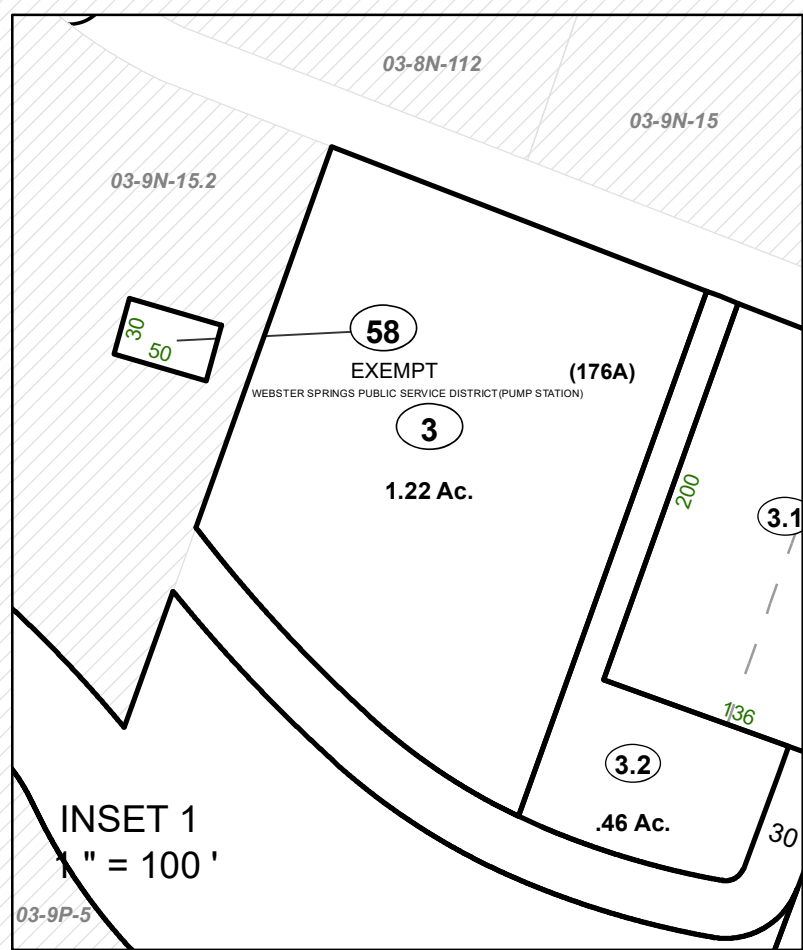 03-8N-112
03-9N-15
03-9N-15.2
30
50
58
EXEMPT
(176A)
WEBSTER SPRINGS PUBLIC SERVICE DISTRICT(PUMP STATION)
3
1.22 Ac.
200
3.1
136
3.2
.46 Ac.
30
INSET 1
1 " = 100 '
03-9P-5